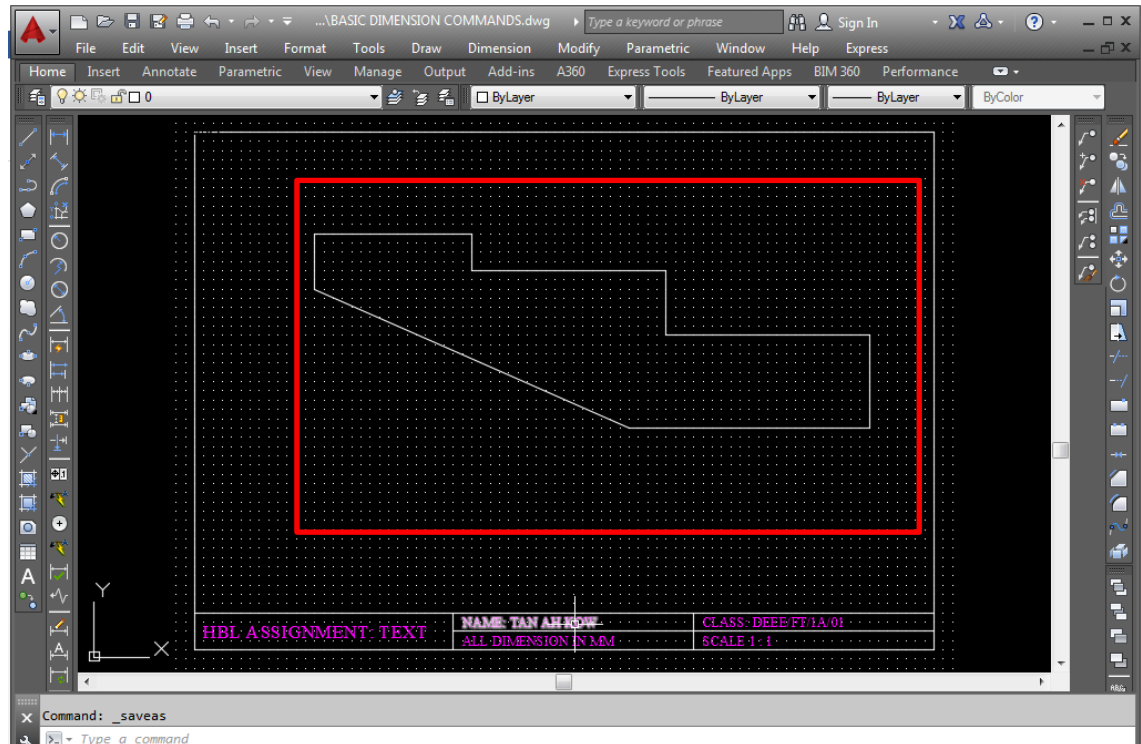 ...\BASIC DIMENSION COMMANDS.dwg Type a keyword or phrase Sign In
File Edit View Insert Format Tools Draw Dimension Modify Parametric Window Help Express
Home Insert Annotate Parametric View Manage Output Add-ins A360 Express Tools Featured Apps BIM 360 Performance
0 ByLayer ByLayer ByLayer ByColor
A
Y
X
HBL ASSIGNMENT: TEXT
NAME: TAN AH KOW
ALL DIMENSION IN MM
CLASS: DEEE/FT/1A/01
SCALE 1 : 1
Command: _saveas
Type a command